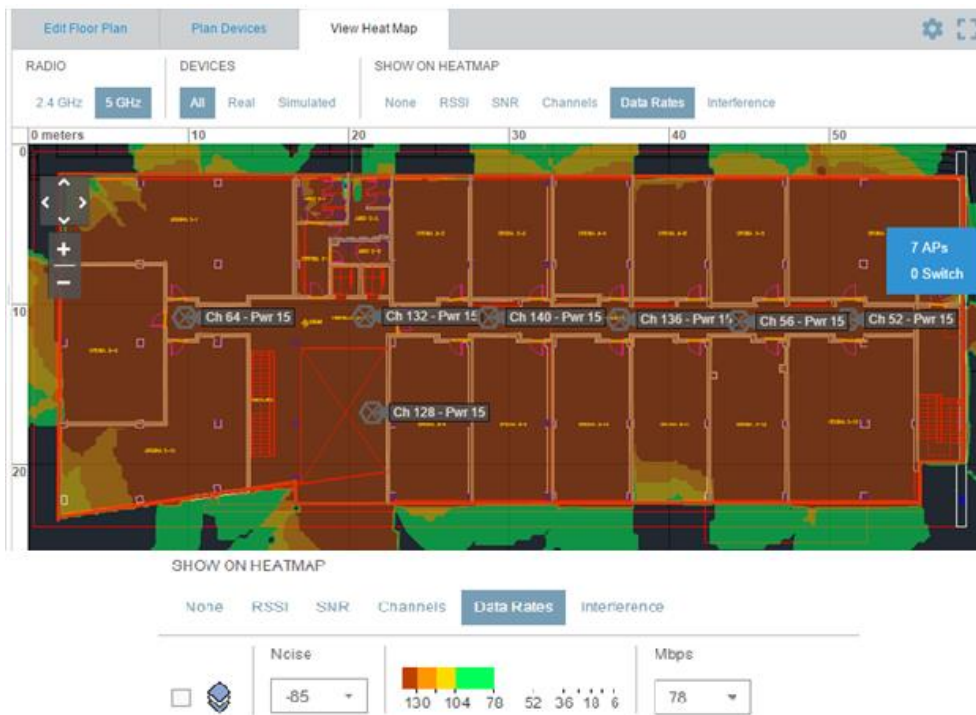 Edit Floor Plan Plan Devices View Heat Map
RADIO DEVICES SHOW ON HEATMAP
2.4 GHz 5 GHz All Real Simulated None RSSI SNR Channels Data Rates Interference
0 meters 10 20 30 40 50
0
7 APs
0 Switch
10
Ch 64 - Pwr 15 Ch 132 - Pwr 15 Ch 140 - Pwr 15 Ch 136 - Pwr 15 Ch 56 - Pwr 15 Ch 52 - Pwr 15
Ch 128 - Pwr 15
20
SHOW ON HEATMAP
None RSSI SNR Channels Data Rates Interference
Noise Mbps
-85 130 104 78 52 36 18 6 78